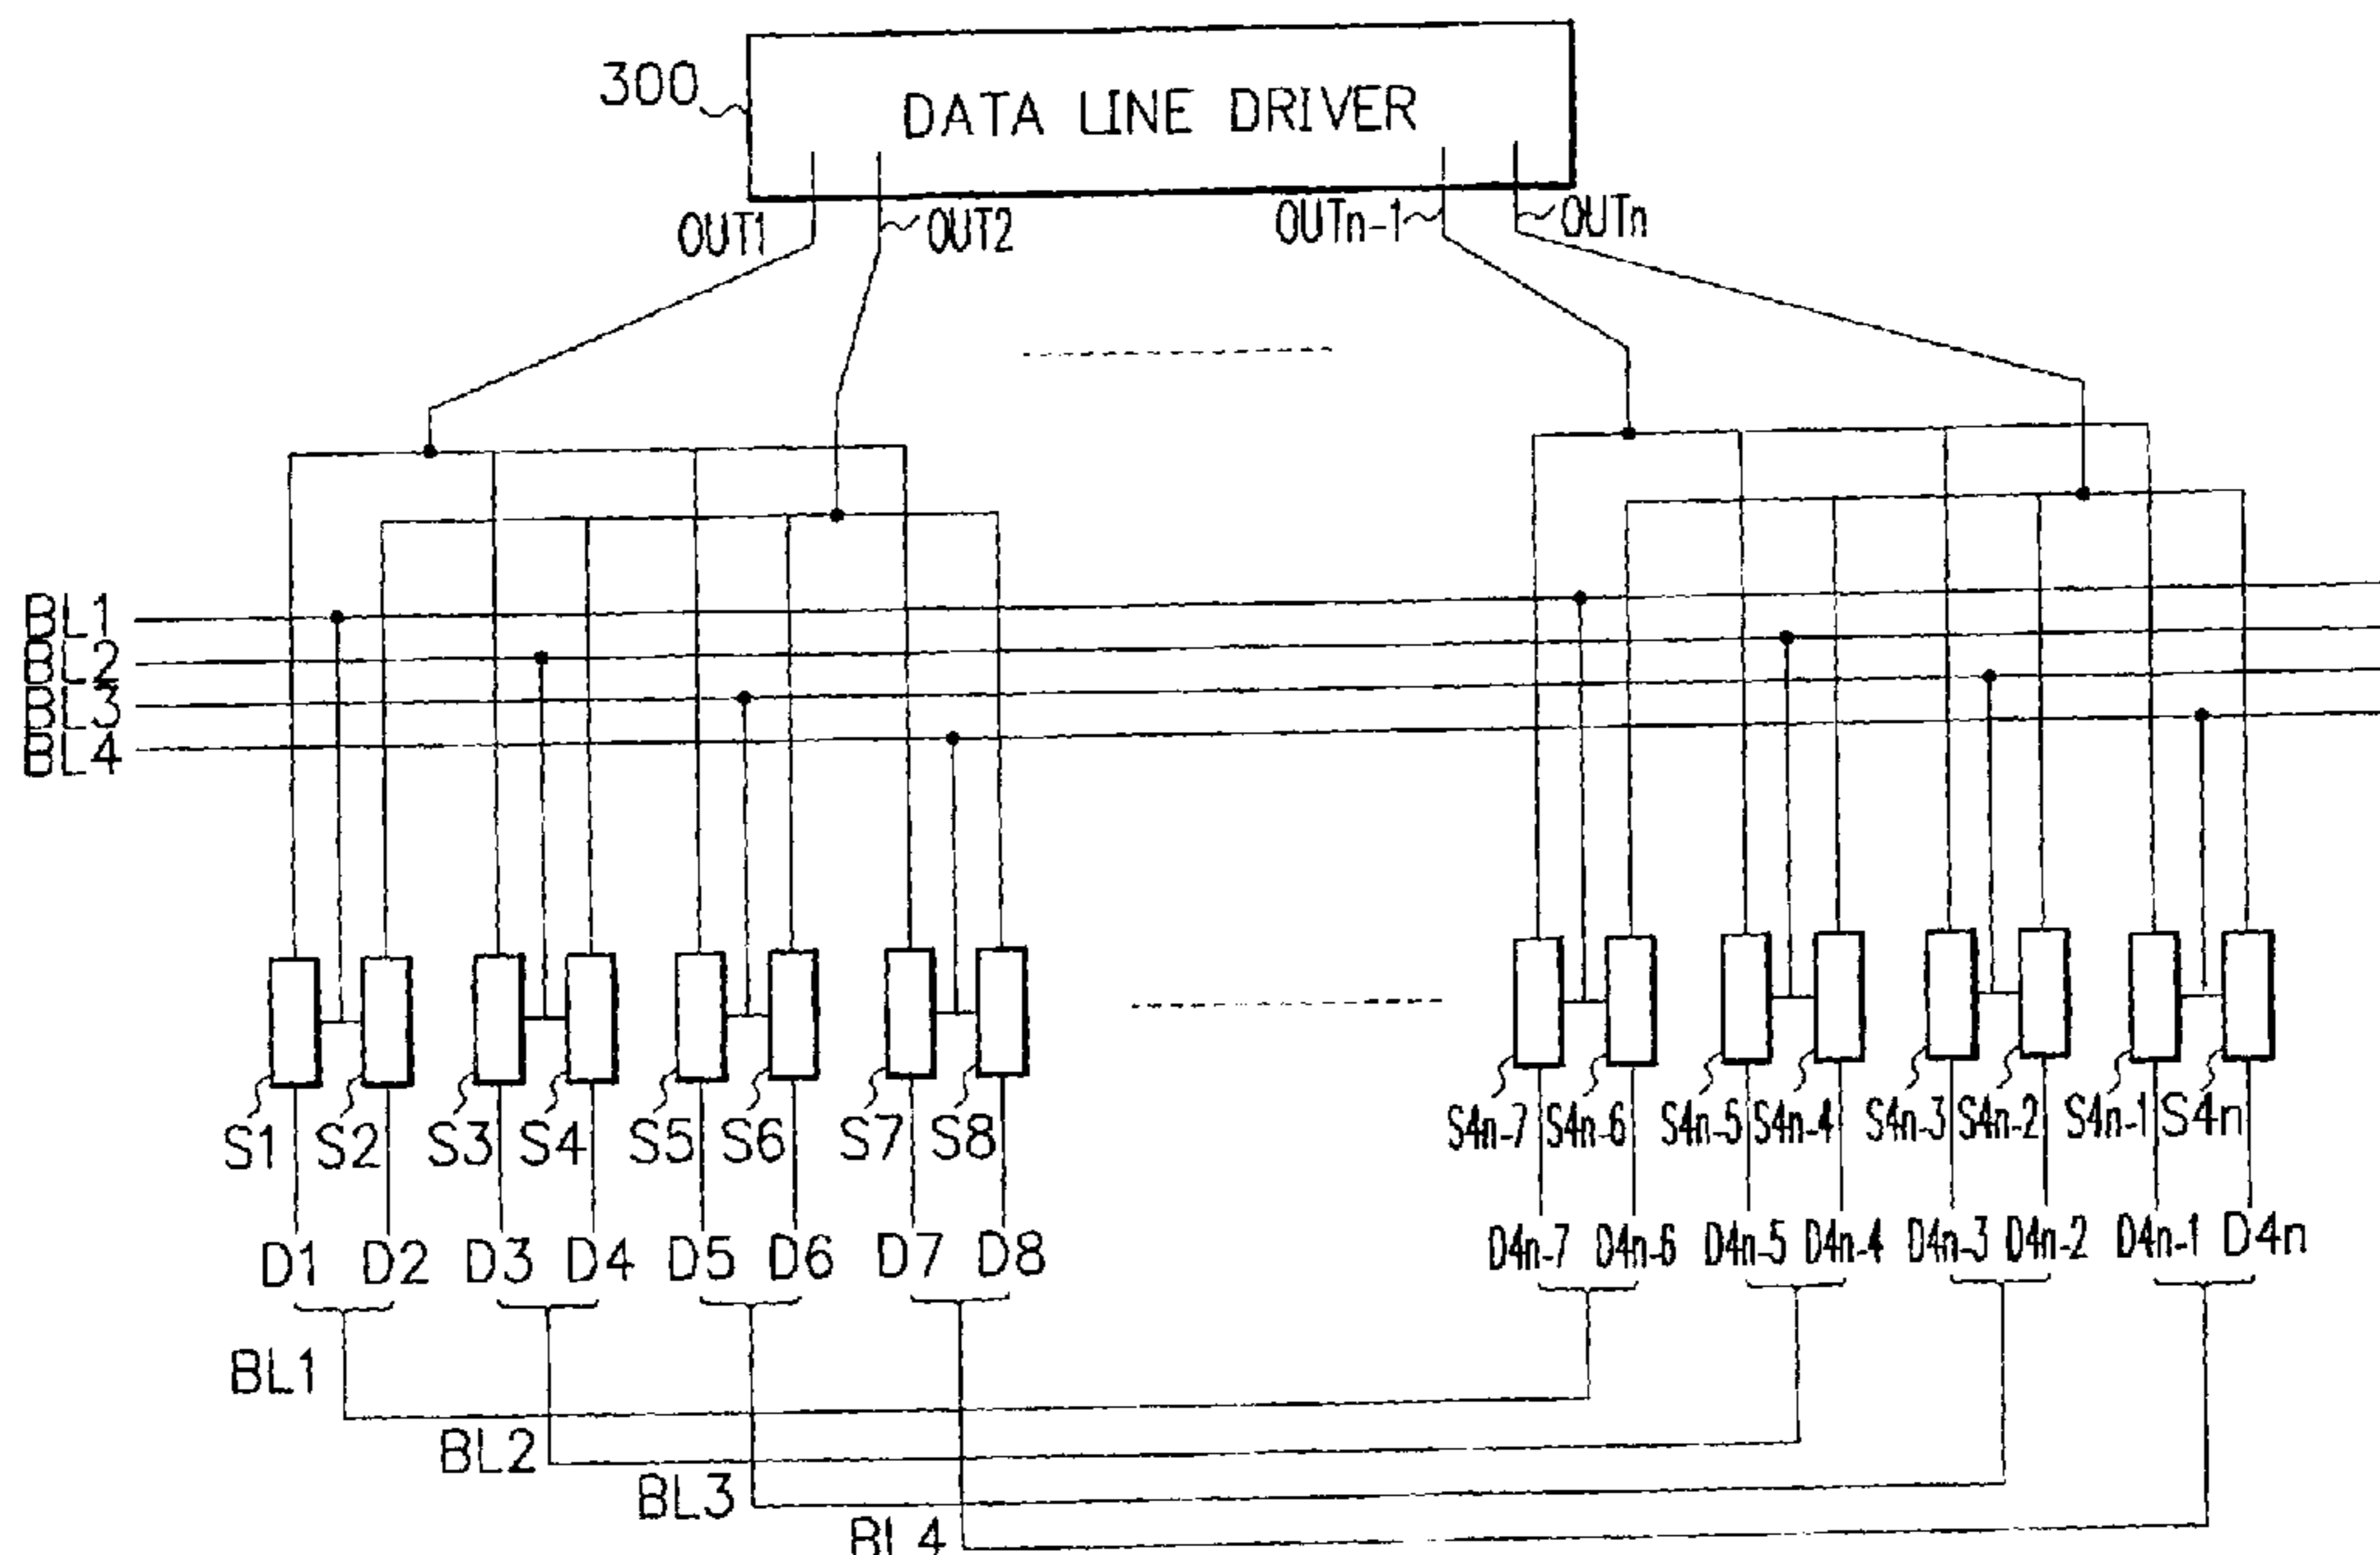 300
DATA LINE DRIVER
OUT1 OUT2 OUTn-1 OUTn
BL1
BL2
BL3
BL4
S1 S2 S3 S4 S5 S6 S7 S8 S4n-7 S4n-6 S4n-5 S4n-4 S4n-3 S4n-2 S4n-1 S4n
D1 D2 D3 D4 D5 D6 D7 D8 D4n-7 D4n-6 D4n-5 D4n-4 D4n-3 D4n-2 D4n-1 D4n
BL1
BL2
BL3
BL4